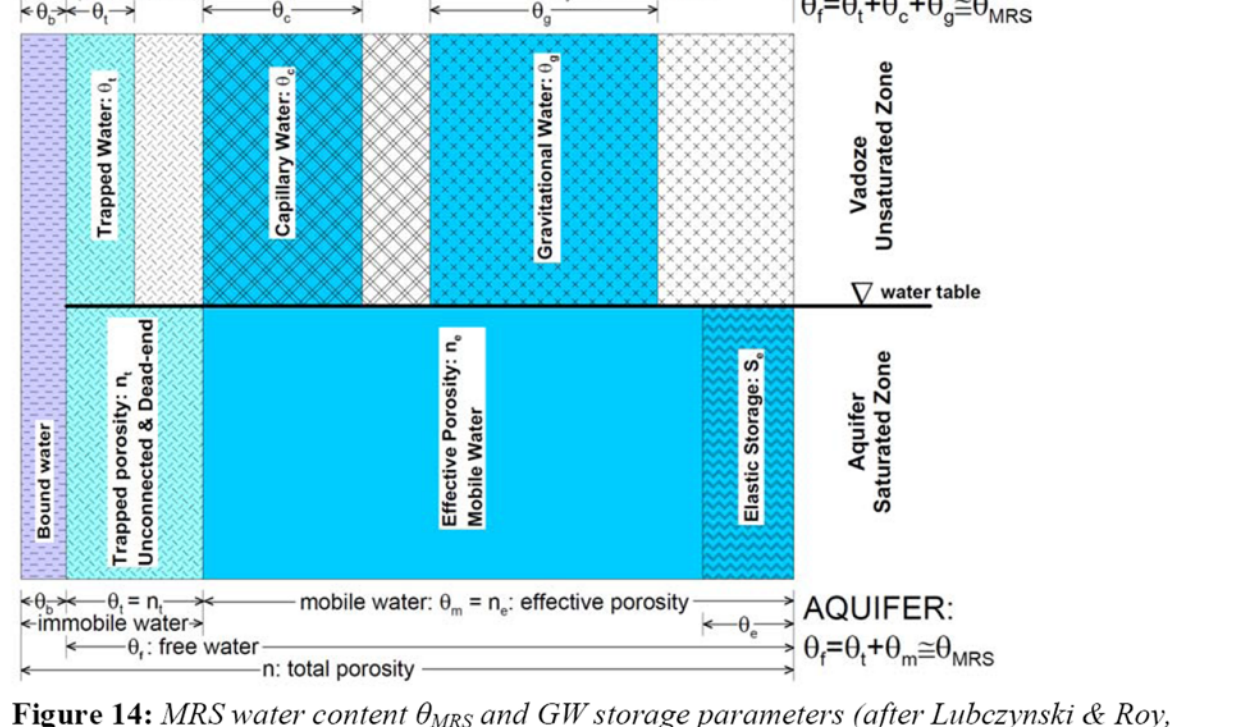 θb θt θc θg θf=θt+θc+θg≅θMRS
Trapped Water: θt
Capillary Water: θc
Gravitational Water: θg
Vadoze
Unsaturated Zone
water table
Bound water
Trapped porosity: nt
Unconnected & Dead-end
Effective Porosity: ne
Mobile Water
Elastic Storage: Se
Aquifer
Saturated Zone
θb θt = nt mobile water: θm = ne: effective porosity
AQUIFER:
immobile water θe
θf : free water
θf=θt+θm≅θMRS
n: total porosity
Figure 14: MRS water content θMRS and GW storage parameters (after Lubczynski & Roy,